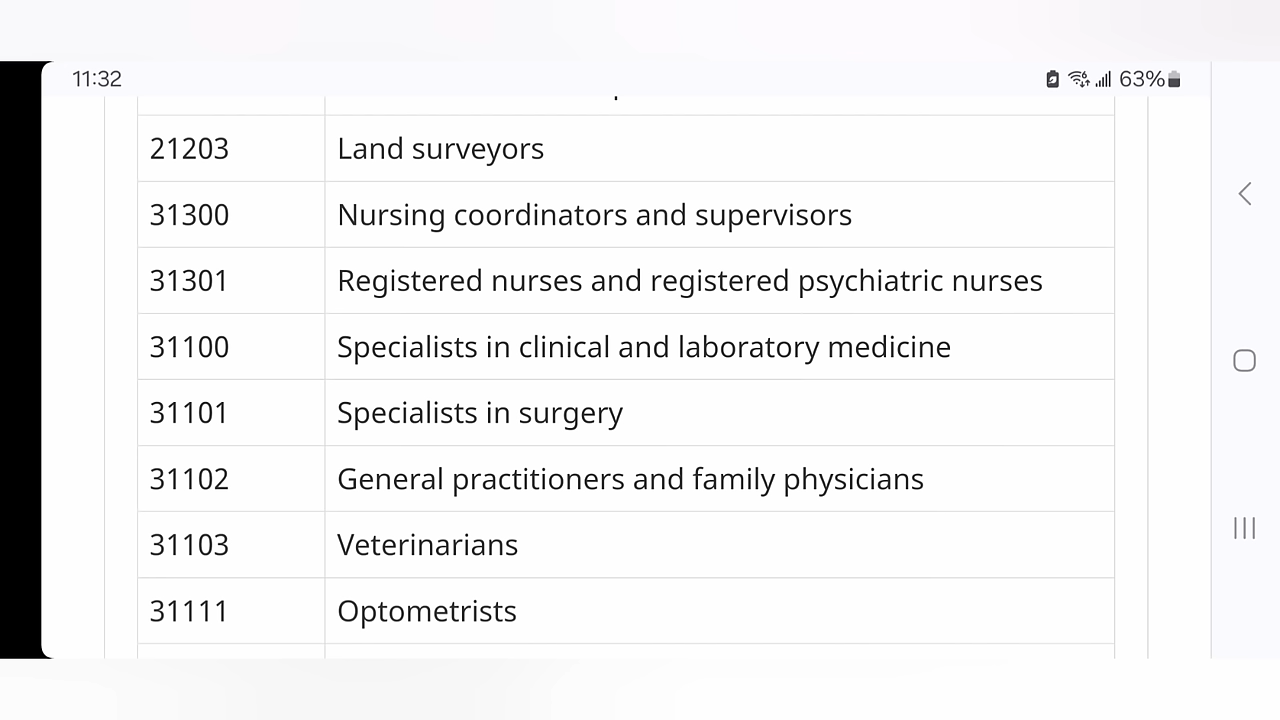 11:32 63%
21203 Land surveyors
31300 Nursing coordinators and supervisors
31301 Registered nurses and registered psychiatric nurses
31100 Specialists in clinical and laboratory medicine
31101 Specialists in surgery
31102 General practitioners and family physicians
31103 Veterinarians
31111 Optometrists